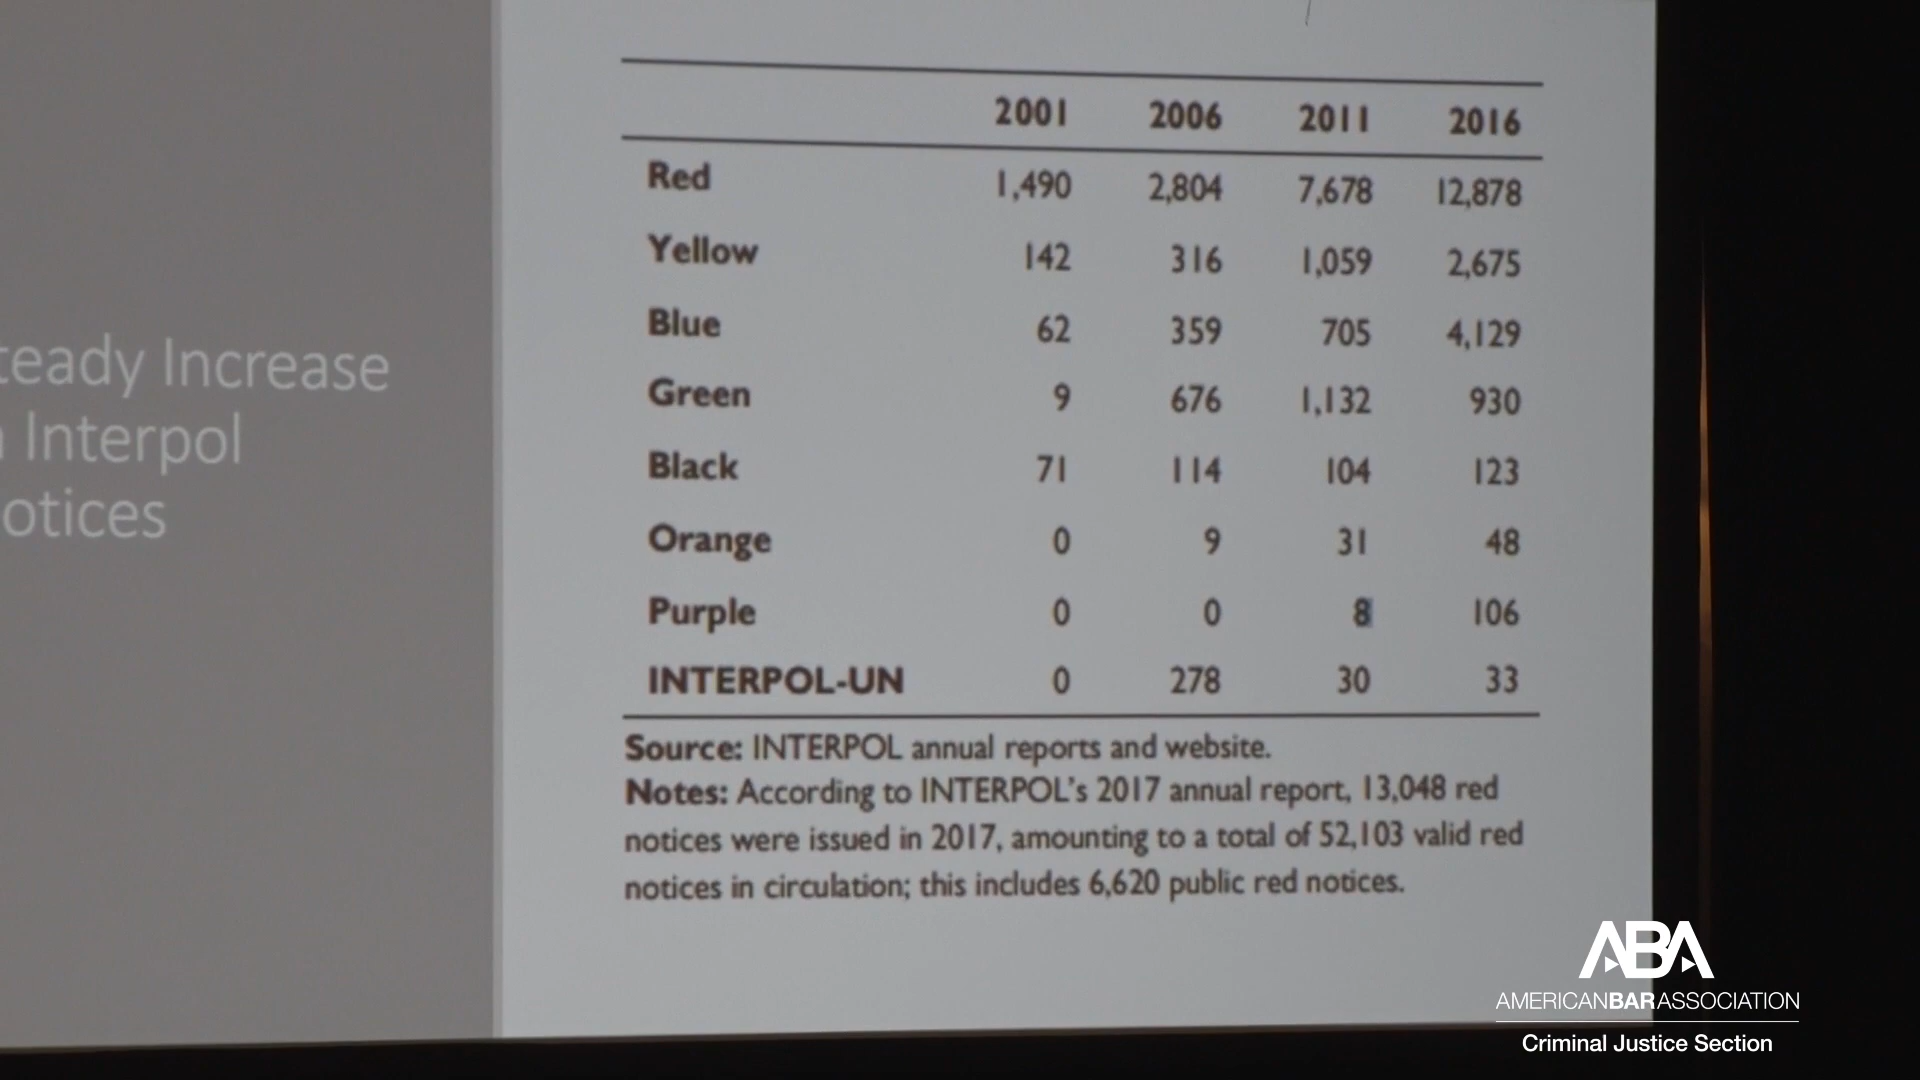 teady Increase
Interpol
otices
2001 2006 2011 2016
Red 1,490 2,804 7,678 12,878
Yellow 142 316 1,059 2,675
Blue 62 359 705 4,129
Green 9 676 1,132 930
Black 71 114 104 123
Orange 0 9 31 48
Purple 0 0 8 106
INTERPOL-UN 0 278 30 33
Source: INTERPOL annual reports and website.
Notes: According to INTERPOL's 2017 annual report, 13,048 red
notices were issued in 2017, amounting to a total of 52,103 valid red
notices in circulation; this includes 6,620 public red notices.
ABA
AMERICANBARASSOCIATION
Criminal Justice Section